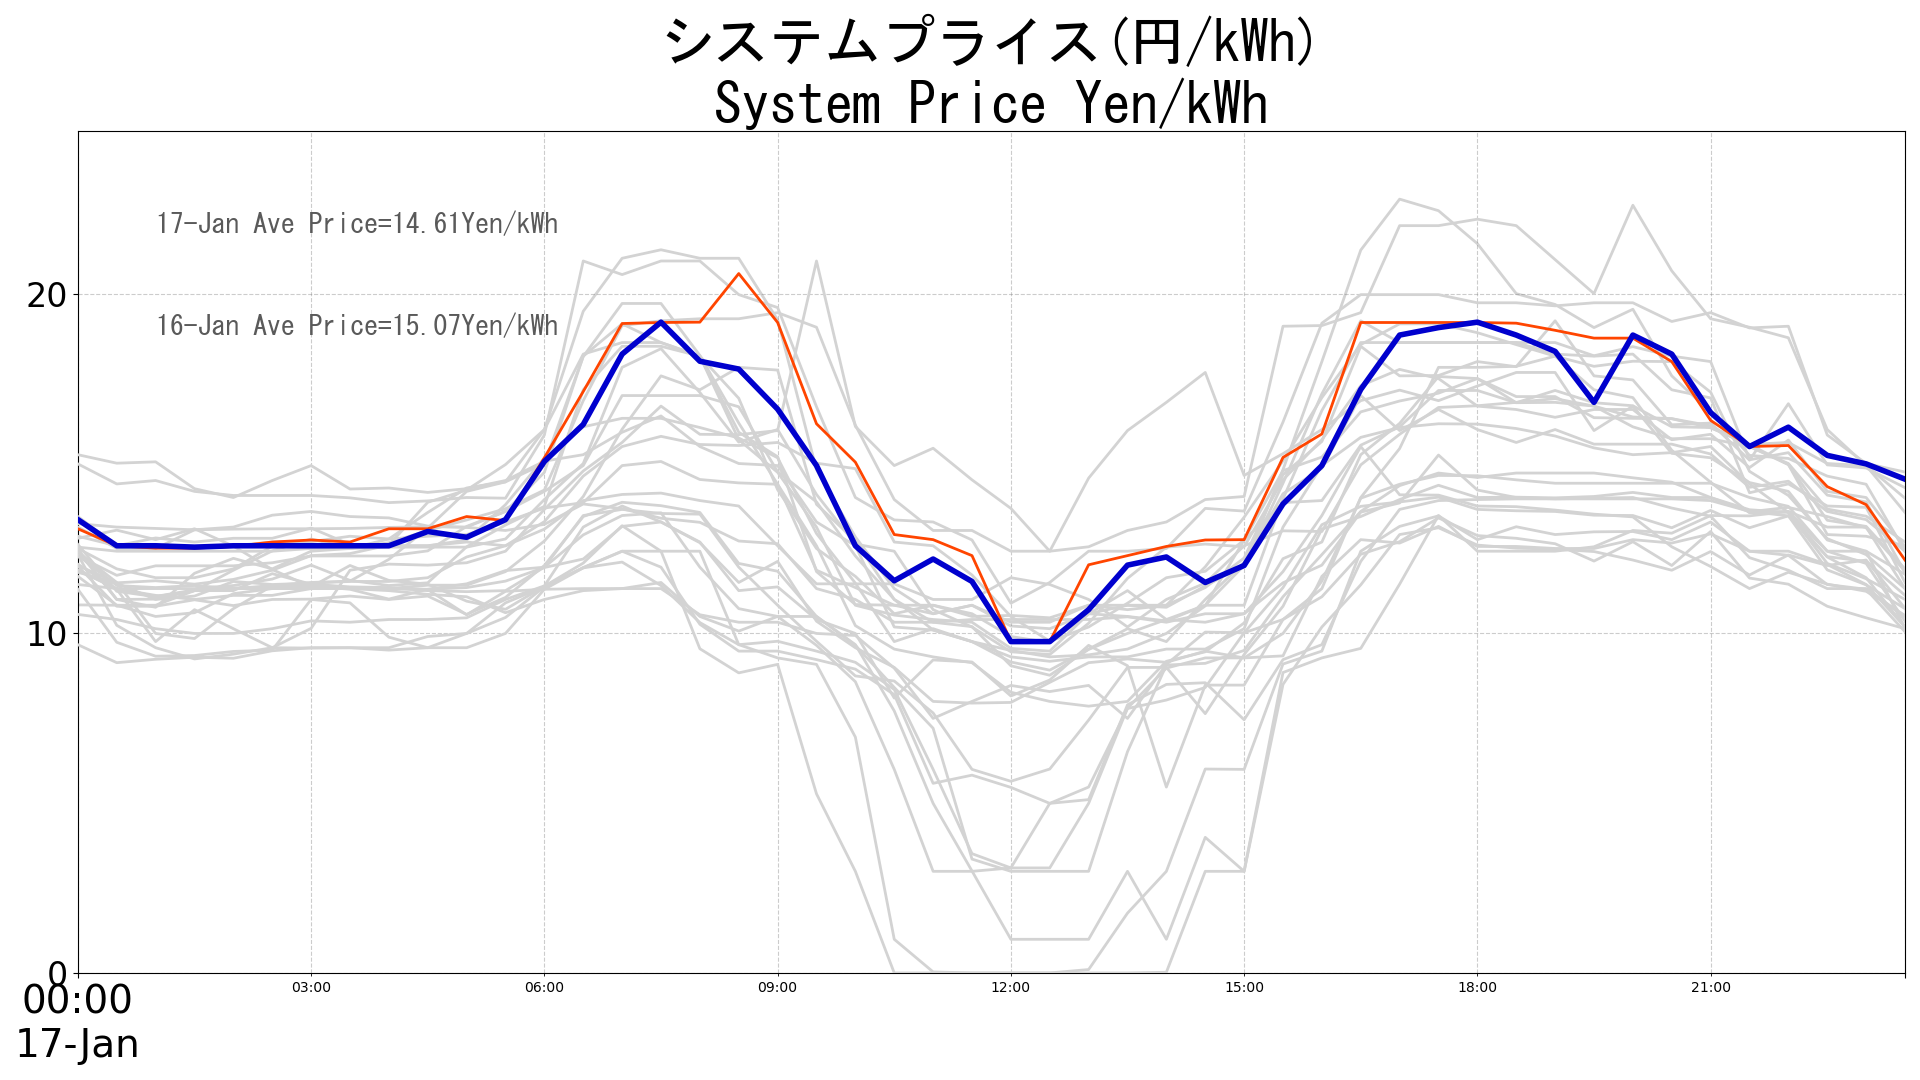 システムプライス(円/kWh)
System Price Yen/kWh
17-Jan Ave Price=14.61Yen/kWh
16-Jan Ave Price=15.07Yen/kWh
20
10
0
00:00 03:00 06:00 09:00 12:00 15:00 18:00 21:00
17-Jan